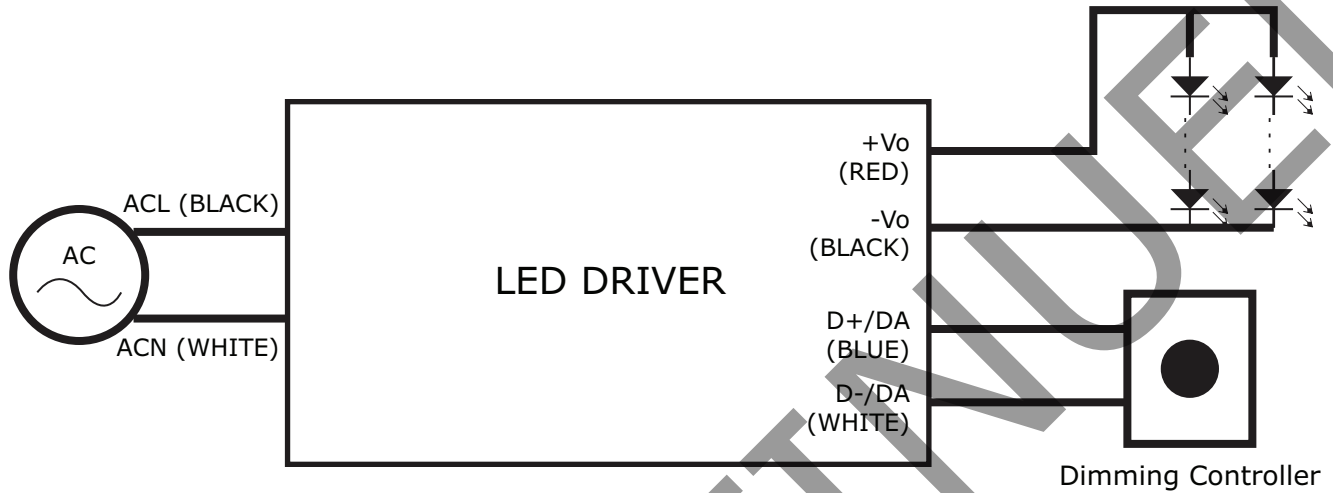 +Vo
(RED)
ACL (BLACK)
-Vo
(BLACK)
AC
LED DRIVER
D+/DA
(BLUE)
ACN (WHITE)
D-/DA
(WHITE)
Dimming Controller